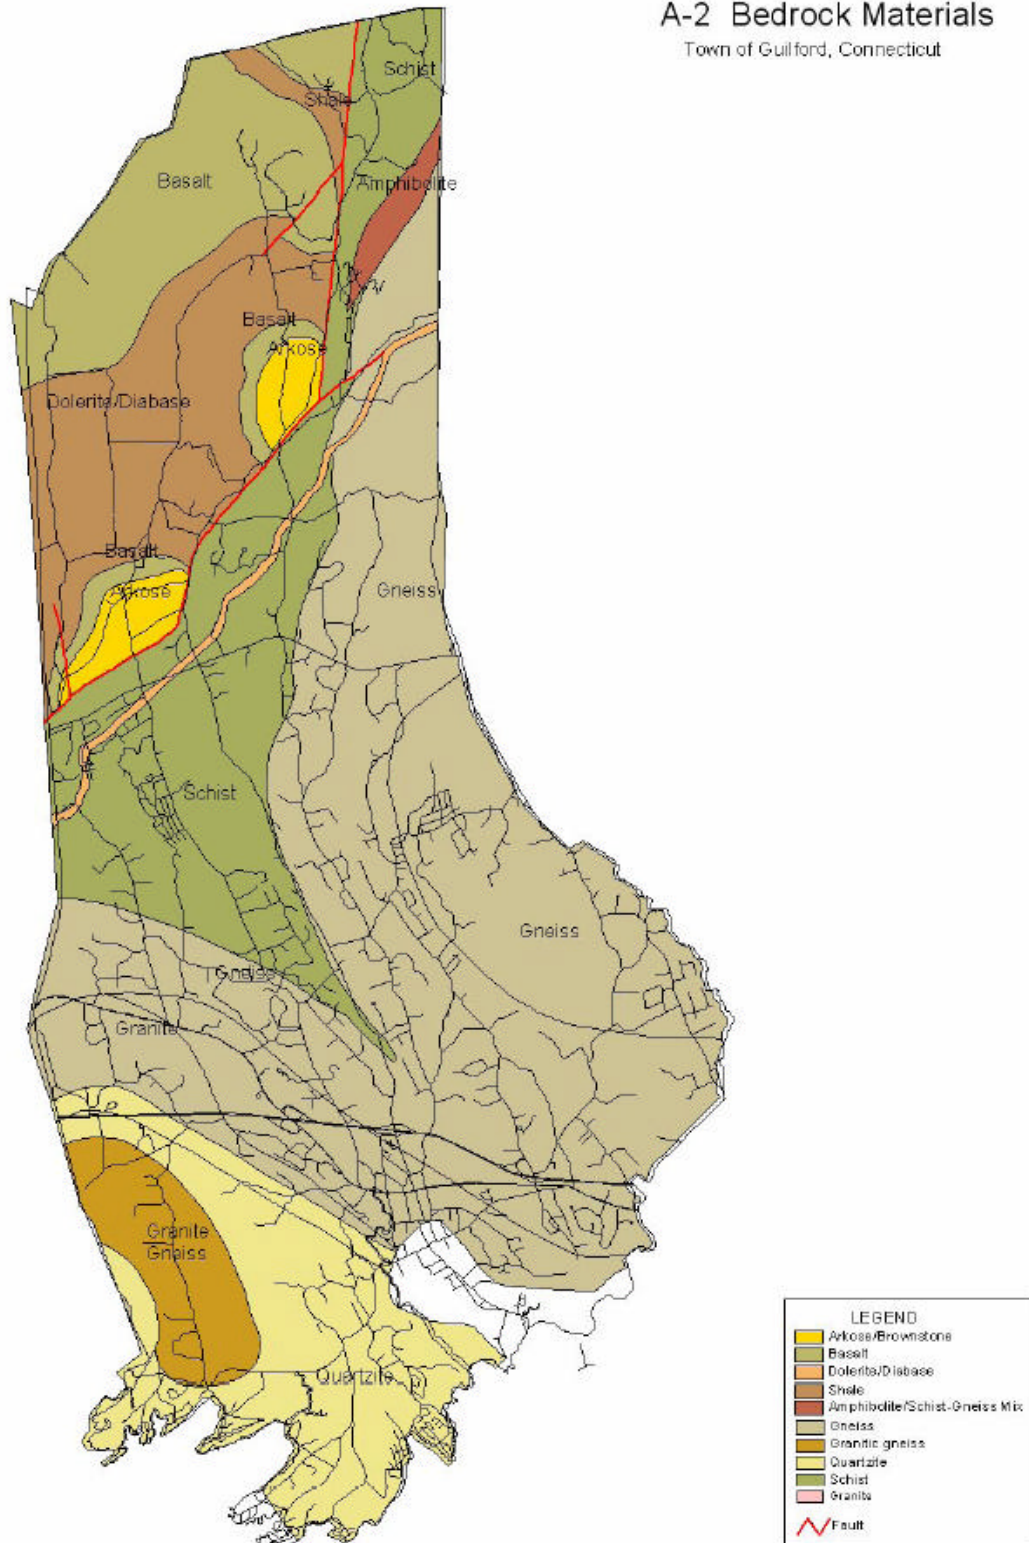 A-2 Bedrock Materials
Town of Guilford, Connecticut
Schist
Shale
Basalt
Amphibolite
Basalt
Arkose
Dolerite/Diabase
Basalt
Arkose
Gneiss
Schist
Gneiss
Gneiss
Granite
Granite
Gneiss
Quartzite
LEGEND
Arkose/Brownstone
Basalt
Dolerite/Diabase
Shale
Amphibolite/Schist-Gneiss Mix
Gneiss
Granitic gneiss
Quartzite
Schist
Granite
Fault